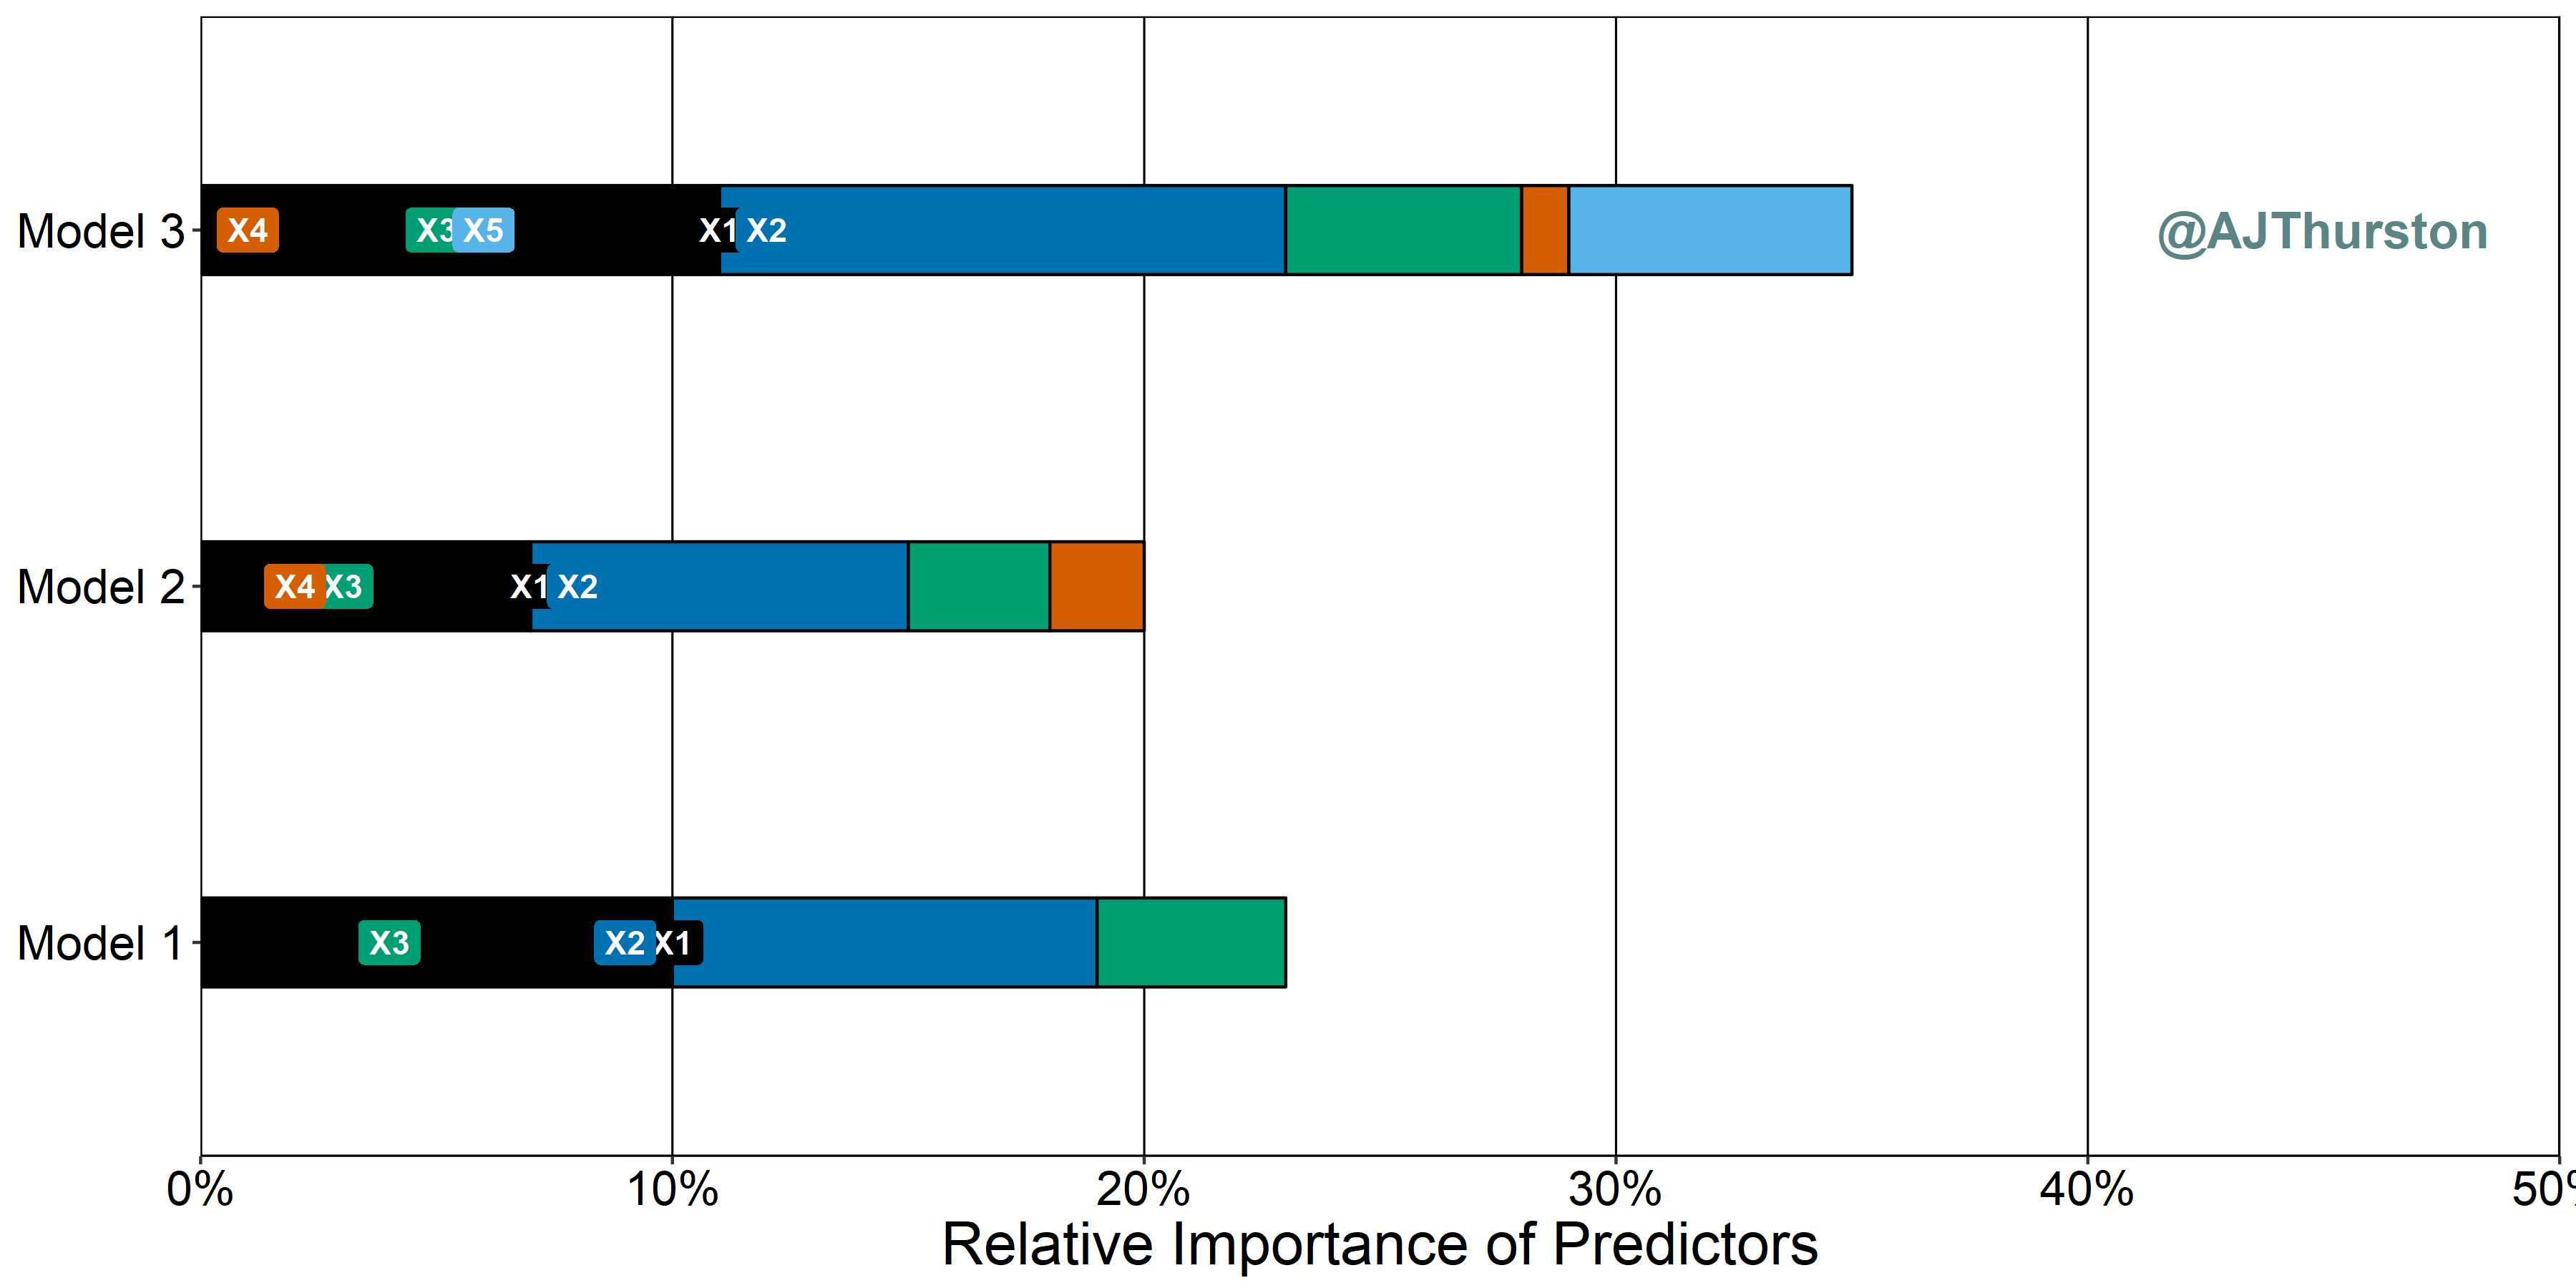 Model 3
X4 X3 X5 X1 X2
@AJThurston
Model 2
X4 X3 X1 X2
Model 1
X3 X2 X1
0% 10% 20% 30% 40% 50%
Relative Importance of Predictors